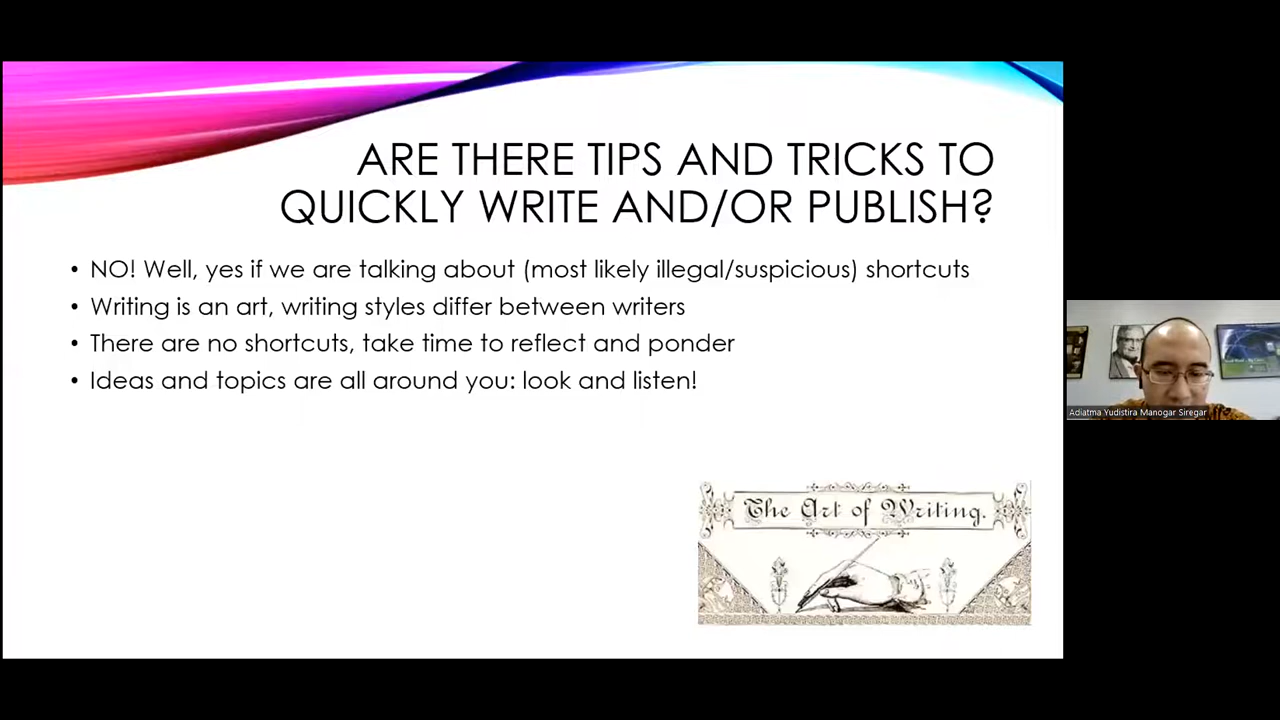 ARE THERE TIPS AND TRICKS TO
QUICKLY WRITE AND/OR PUBLISH?
• NO! Well, yes if we are talking about (most likely illegal/suspicious) shortcuts
• Writing is an art, writing styles differ between writers
• There are no shortcuts, take time to reflect and ponder
• Ideas and topics are all around you: look and listen!
The Art of Writing.
Adiatma Yudistira Manogar Siregar